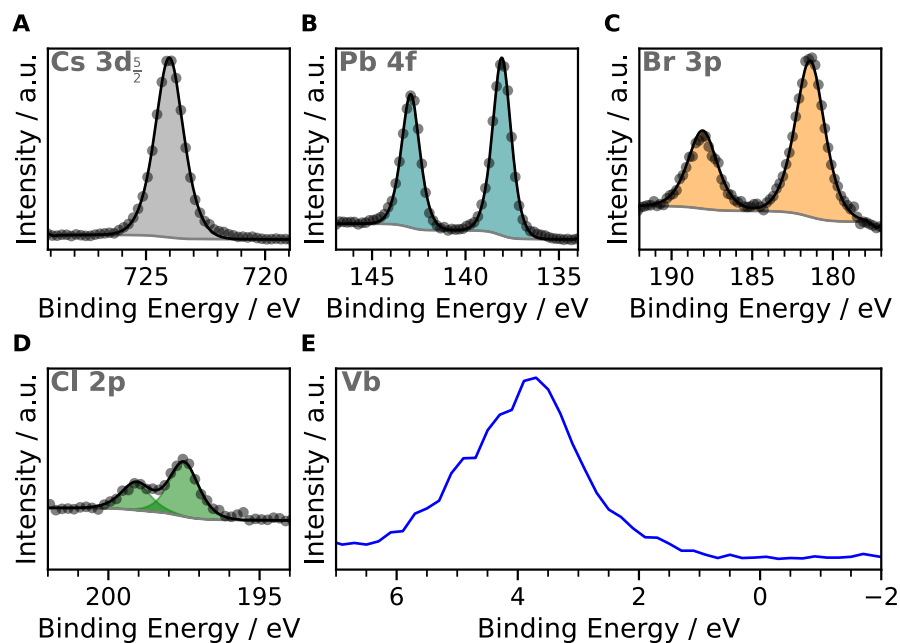 A
Cs 3d 5/2
Intensity / a.u.
725 720
Binding Energy / eV
B
Pb 4f
Intensity / a.u.
145 140 135
Binding Energy / eV
C
Br 3p
Intensity / a.u.
190 185 180
Binding Energy / eV
D
Cl 2p
Intensity / a.u.
200 195
Binding Energy / eV
E
Vb
Intensity / a.u.
6 4 2 0 −2
Binding Energy / eV